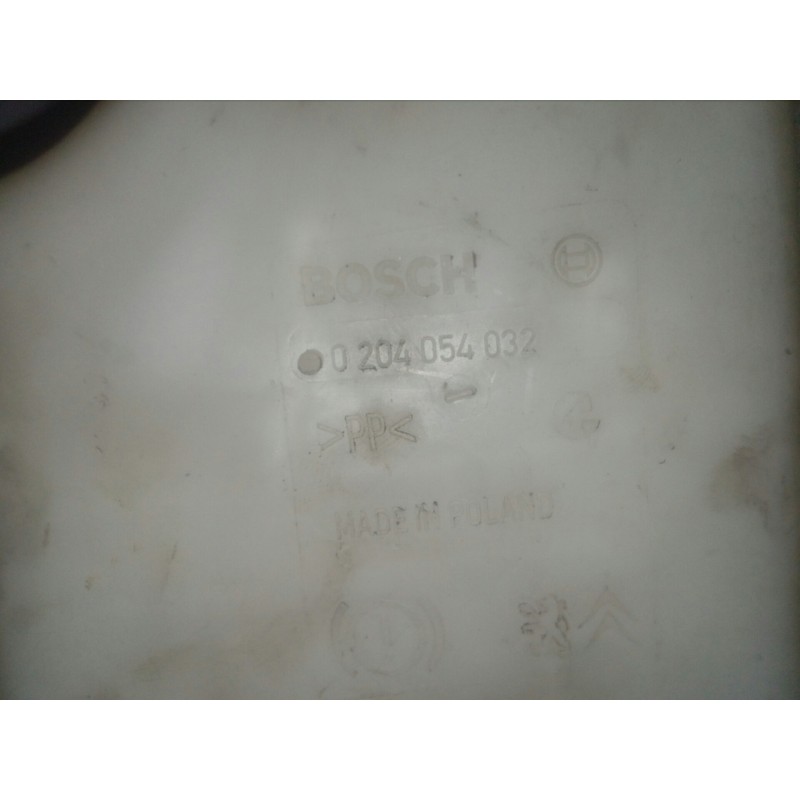 BOSCH
0 204 054 032
>PP<
MADE IN POLAND